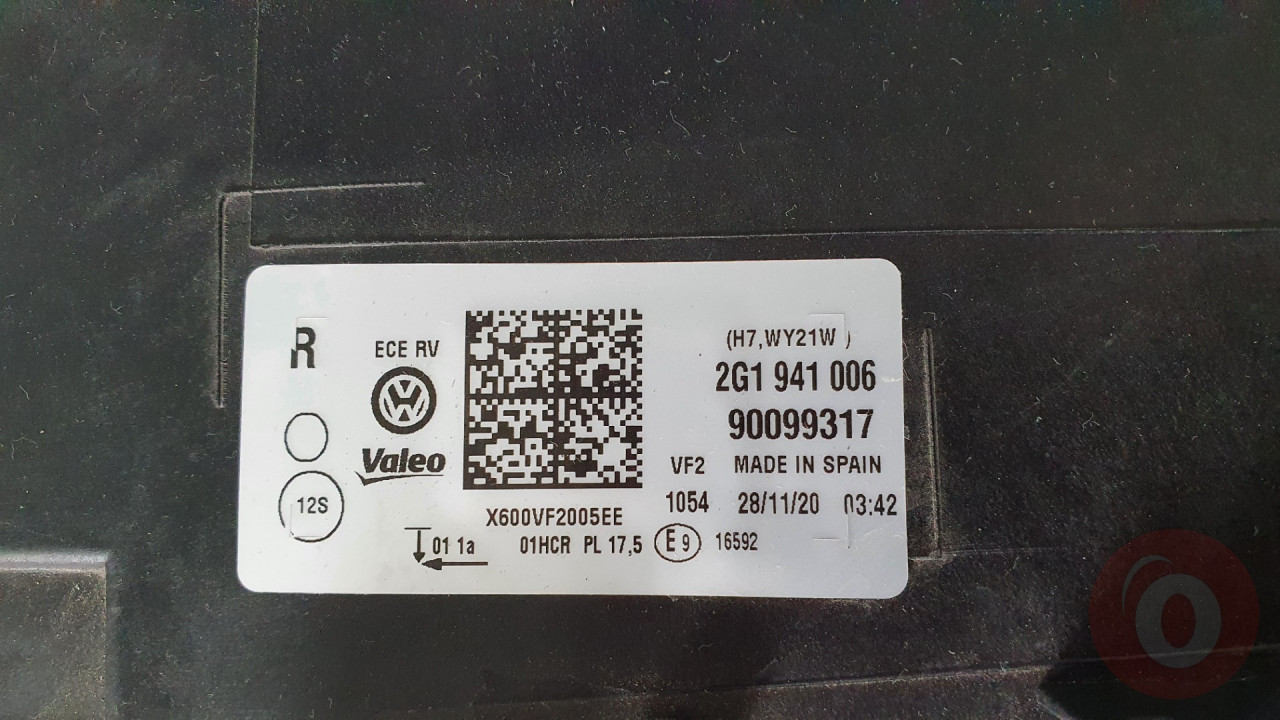 R
ECE RV
(H7,WY21W )
2G1 941 006
90099317
Valeo
VF2 MADE IN SPAIN
12S
X600VF2005EE
1054 28/11/20 03:42
01 1a
01HCR PL 17,5
E9 16592